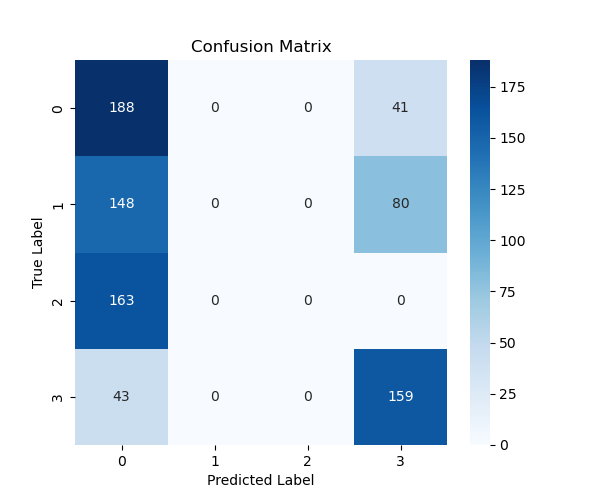 Confusion Matrix
0 188 0 0 41
1 148 0 0 80
2 163 0 0 0
3 43 0 0 159
0 1 2 3
True Label
Predicted Label
175
150
125
100
75
50
25
0